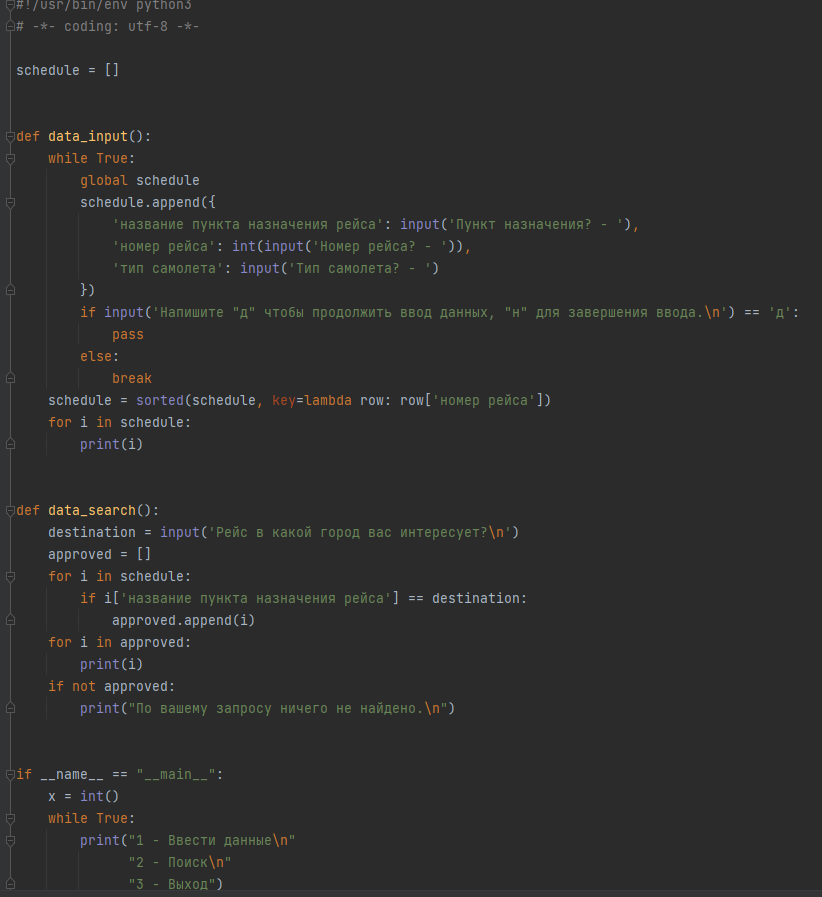 #!/usr/bin/env python3
# -*- coding: utf-8 -*-

schedule = []


def data_input():
    while True:
        global schedule
        schedule.append({
            'название пункта назначения рейса': input('Пункт назначения? - '),
            'номер рейса': int(input('Номер рейса? - ')),
            'тип самолета': input('Тип самолета? - ')
        })
        if input('Напишите "д" чтобы продолжить ввод данных, "н" для завершения ввода.\n') == 'д':
            pass
        else:
            break
    schedule = sorted(schedule, key=lambda row: row['номер рейса'])
    for i in schedule:
        print(i)


def data_search():
    destination = input('Рейс в какой город вас интересует?\n')
    approved = []
    for i in schedule:
        if i['название пункта назначения рейса'] == destination:
            approved.append(i)
    for i in approved:
        print(i)
    if not approved:
        print("По вашему запросу ничего не найдено.\n")


if __name__ == "__main__":
    x = int()
    while True:
        print("1 - Ввести данные\n"
              "2 - Поиск\n"
              "3 - Выход")